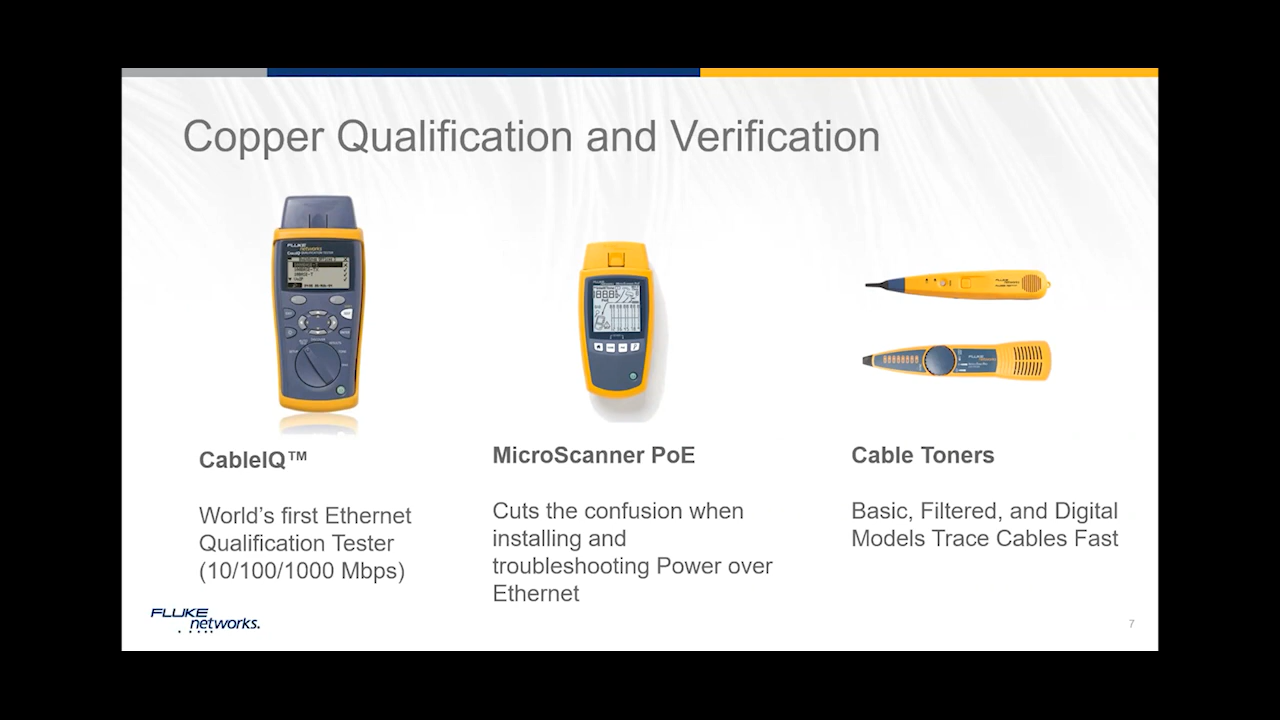 Copper Qualification and Verification
CableIQ™
World's first Ethernet
Qualification Tester
(10/100/1000 Mbps)
MicroScanner PoE
Cuts the confusion when
installing and
troubleshooting Power over
Ethernet
Cable Toners
Basic, Filtered, and Digital
Models Trace Cables Fast
FLUKE
networks.
7